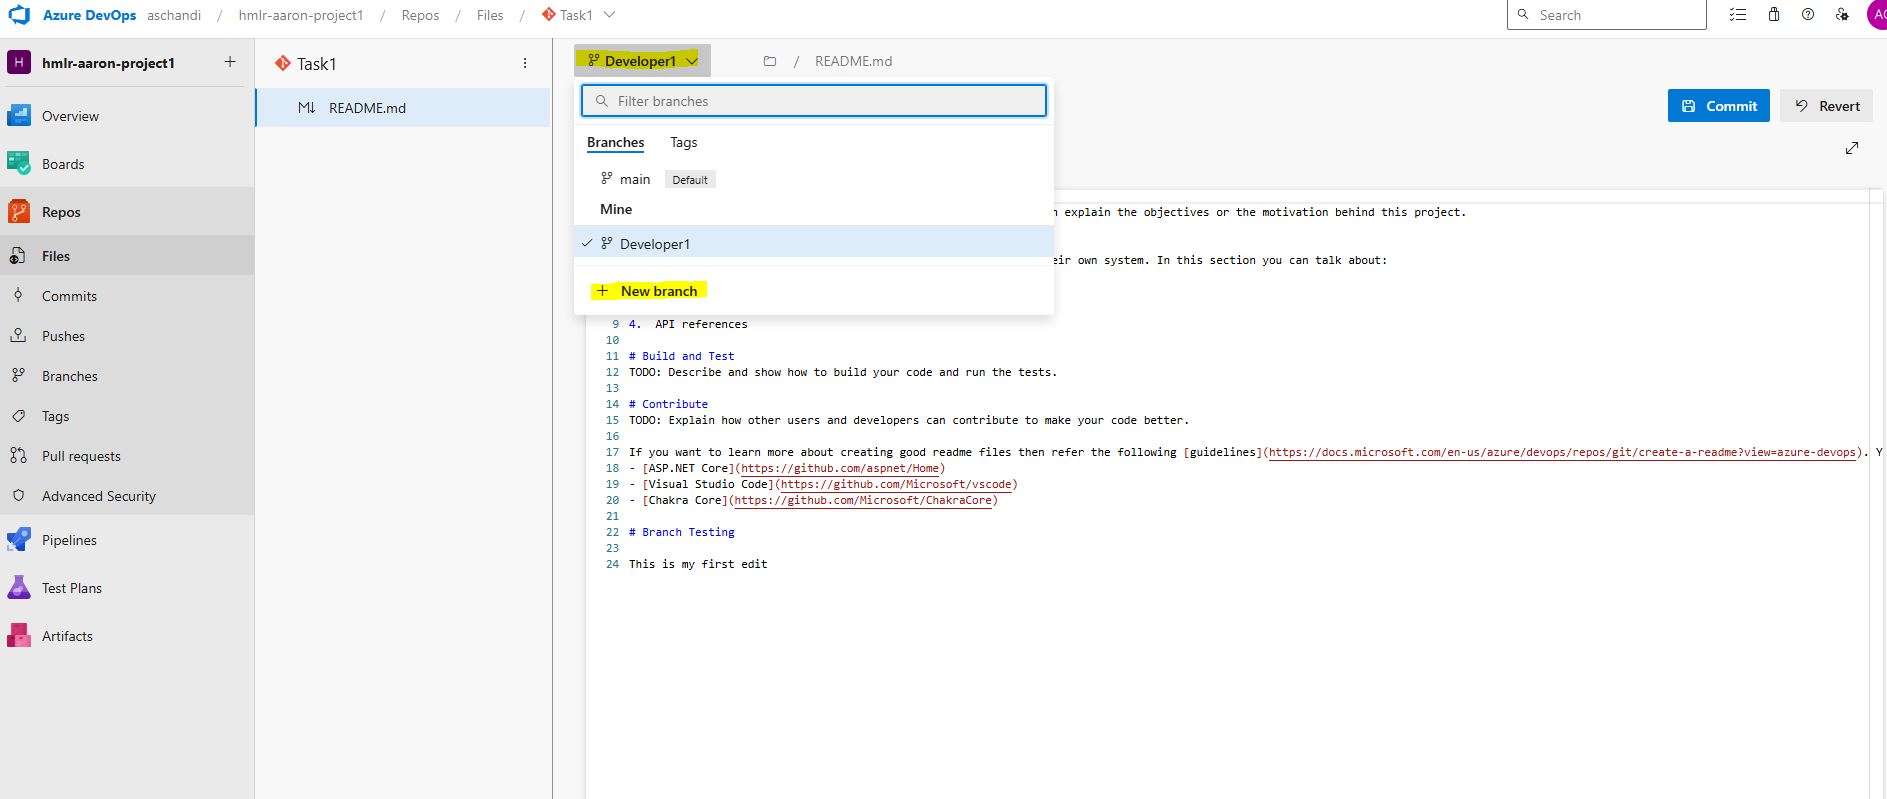 Azure DevOps aschandi / hmlr-aaron-project1 / Repos / Files / Task1
Search
AC
H hmlr-aaron-project1 +
Overview
Boards
Repos
Files
Commits
Pushes
Branches
Tags
Pull requests
Advanced Security
Pipelines
Test Plans
Artifacts
Task1
M↓ README.md
Developer1
/ README.md
Commit
Revert
Filter branches
Branches Tags
main Default
Mine
Developer1
+ New branch
explain the objectives or the motivation behind this project.
eir own system. In this section you can talk about:
9 4. API references
10
11 # Build and Test
12 TODO: Describe and show how to build your code and run the tests.
13
14 # Contribute
15 TODO: Explain how other users and developers can contribute to make your code better.
16
17 If you want to learn more about creating good readme files then refer the following [guidelines](https://docs.microsoft.com/en-us/azure/devops/repos/git/create-a-readme?view=azure-devops). Y
18 - [ASP.NET Core](https://github.com/aspnet/Home)
19 - [Visual Studio Code](https://github.com/Microsoft/vscode)
20 - [Chakra Core](https://github.com/Microsoft/ChakraCore)
21
22 # Branch Testing
23
24 This is my first edit